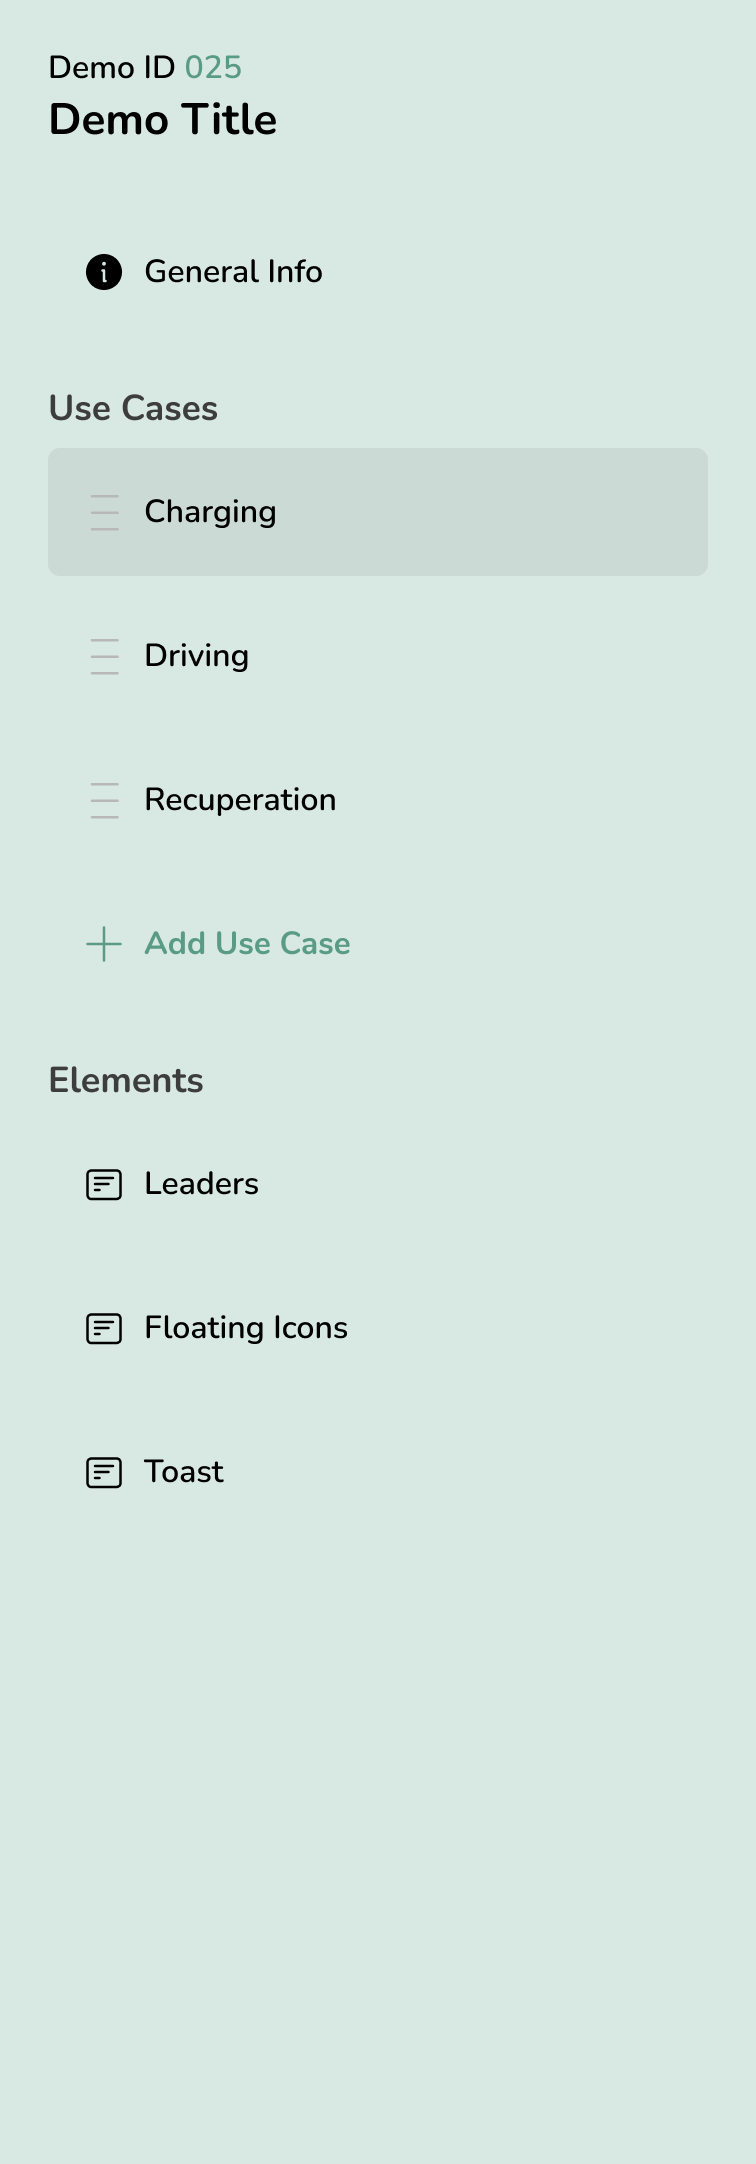 Demo ID 025
Demo Title
General Info
Use Cases
Charging
Driving
Recuperation
Add Use Case
Elements
Leaders
Floating Icons
Toast